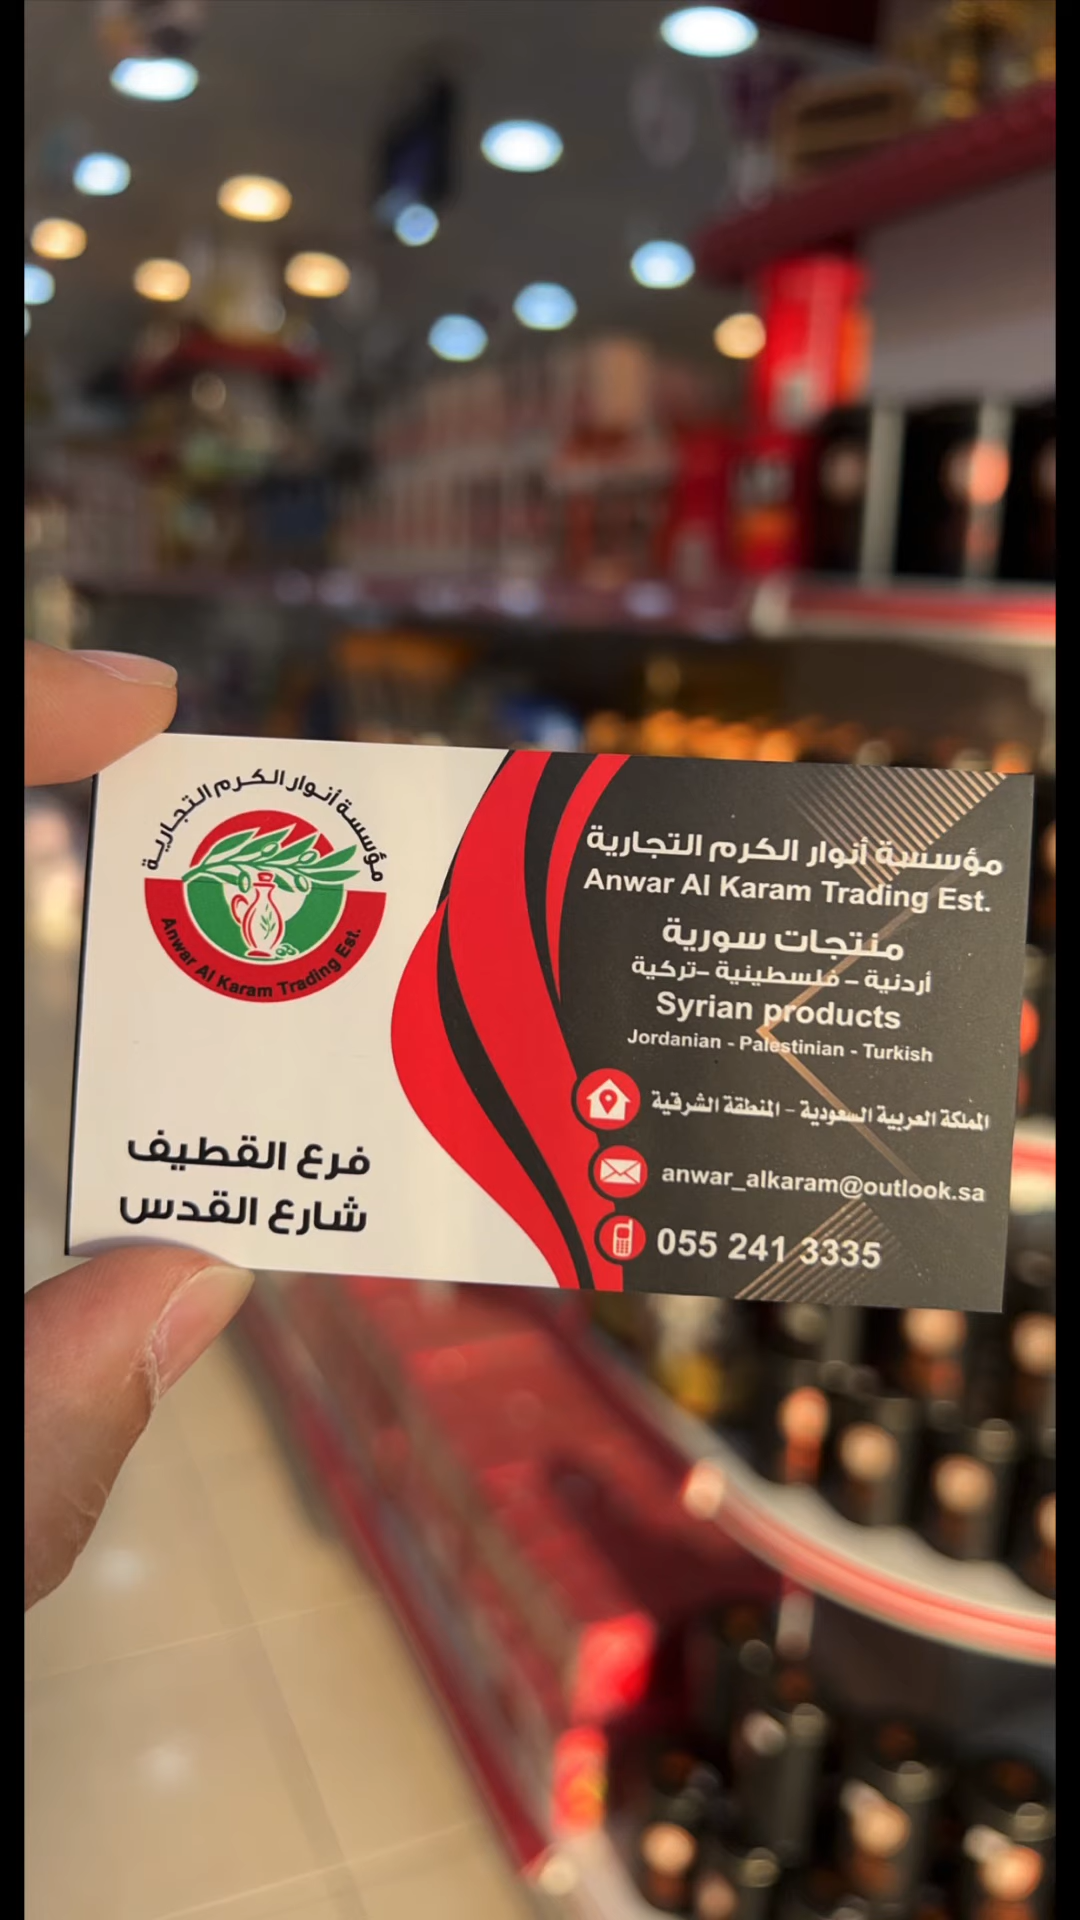 مؤسسة أنوار الكرم التجارية
Anwar Al Karam Trading Est.
فرع القطيف
شارع القدس
مؤسسة أنوار الكرم التجارية
Anwar Al Karam Trading Est.
منتجات سورية
أردنية – فلسطينية –تركية
Syrian products
Jordanian - Palestinian - Turkish
المملكة العربية السعودية – المنطقة الشرقية
anwar_alkaram@outlook.sa
055 241 3335